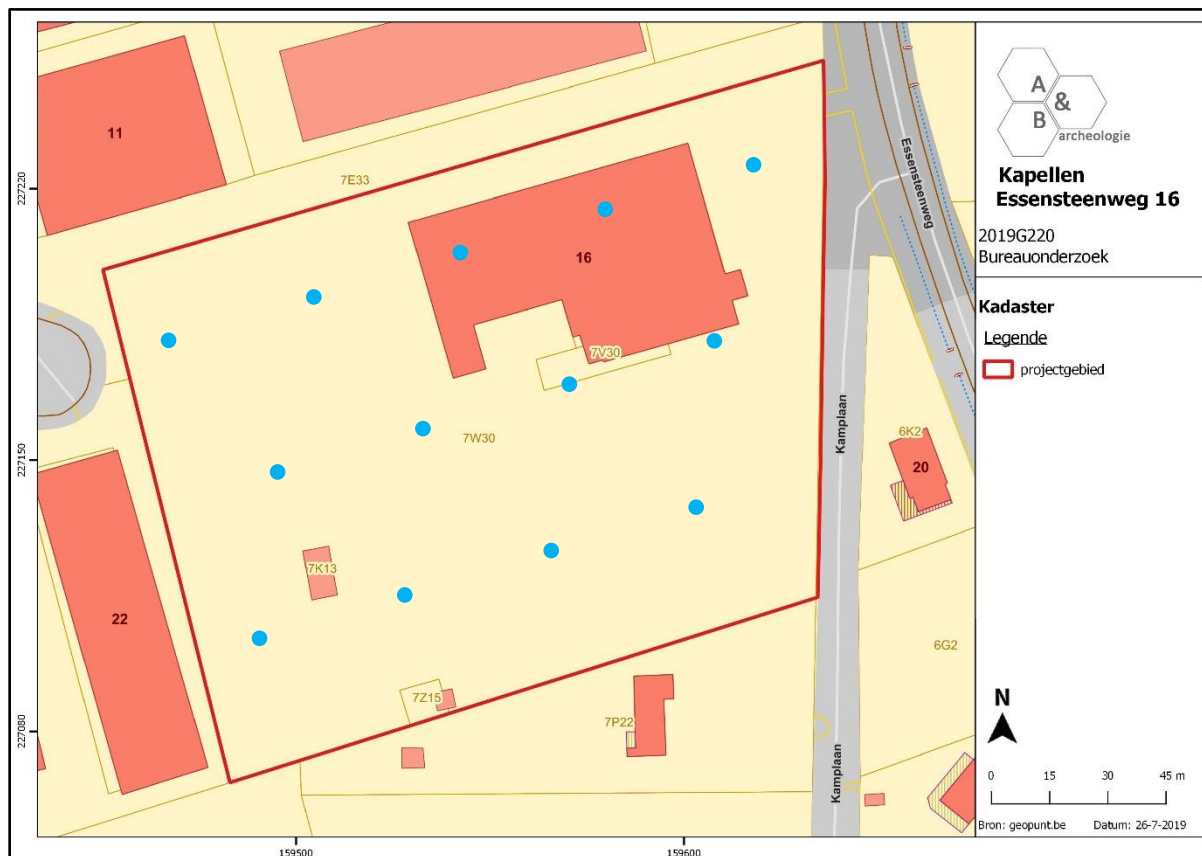 11
7E33
16
7V30
7W30
7K13
22
7Z15
7P22
6K2
20
6G2
Essensteenweg
Kamplaan
Kamplaan
227220
227150
227080
159500
159600
A
&
B
archeologie
Kapellen
Essensteenweg 16
2019G220
Bureauonderzoek
Kadaster
Legende
projectgebied
N
0 15 30 45 m
Bron: geopunt.be Datum: 26-7-2019